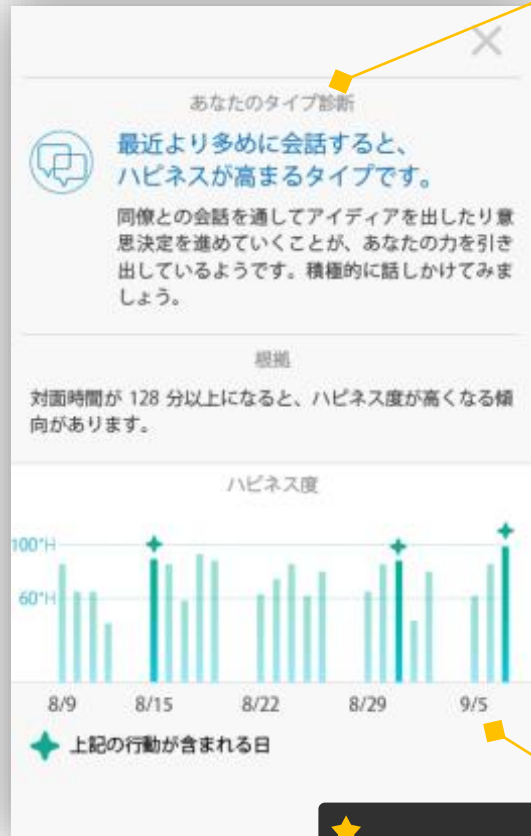 あなたのタイプ診断
最近より多めに会話すると、
ハピネスが高まるタイプです。
同僚との会話を通してアイディアを出したり意
思決定を進めていくことが、あなたの力を引き
出しているようです。積極的に話しかけてみま
しょう。
根拠
対面時間が 128 分以上になると、ハピネス度が高くなる傾
向があります。
ハピネス度
100°H
60°H
8/9 8/15 8/22 8/29 9/5
上記の行動が含まれる日